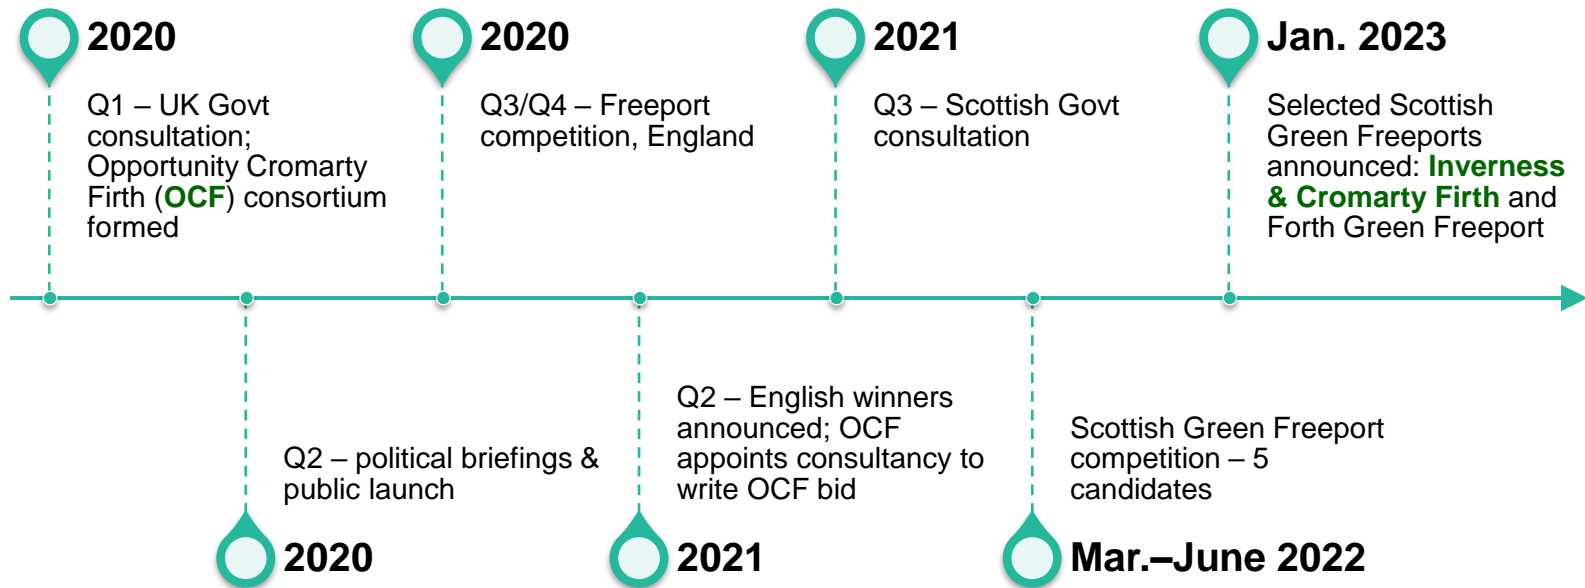 2020
Q1 – UK Govt
consultation;
Opportunity Cromarty
Firth (OCF) consortium
formed
2020
Q3/Q4 – Freeport
competition, England
2021
Q3 – Scottish Govt
consultation
Jan. 2023
Selected Scottish
Green Freeports
announced: Inverness
& Cromarty Firth and
Forth Green Freeport
Q2 – political briefings &
public launch
2020
Q2 – English winners
announced; OCF
appoints consultancy to
write OCF bid
2021
Scottish Green Freeport
competition – 5
candidates
Mar.–June 2022